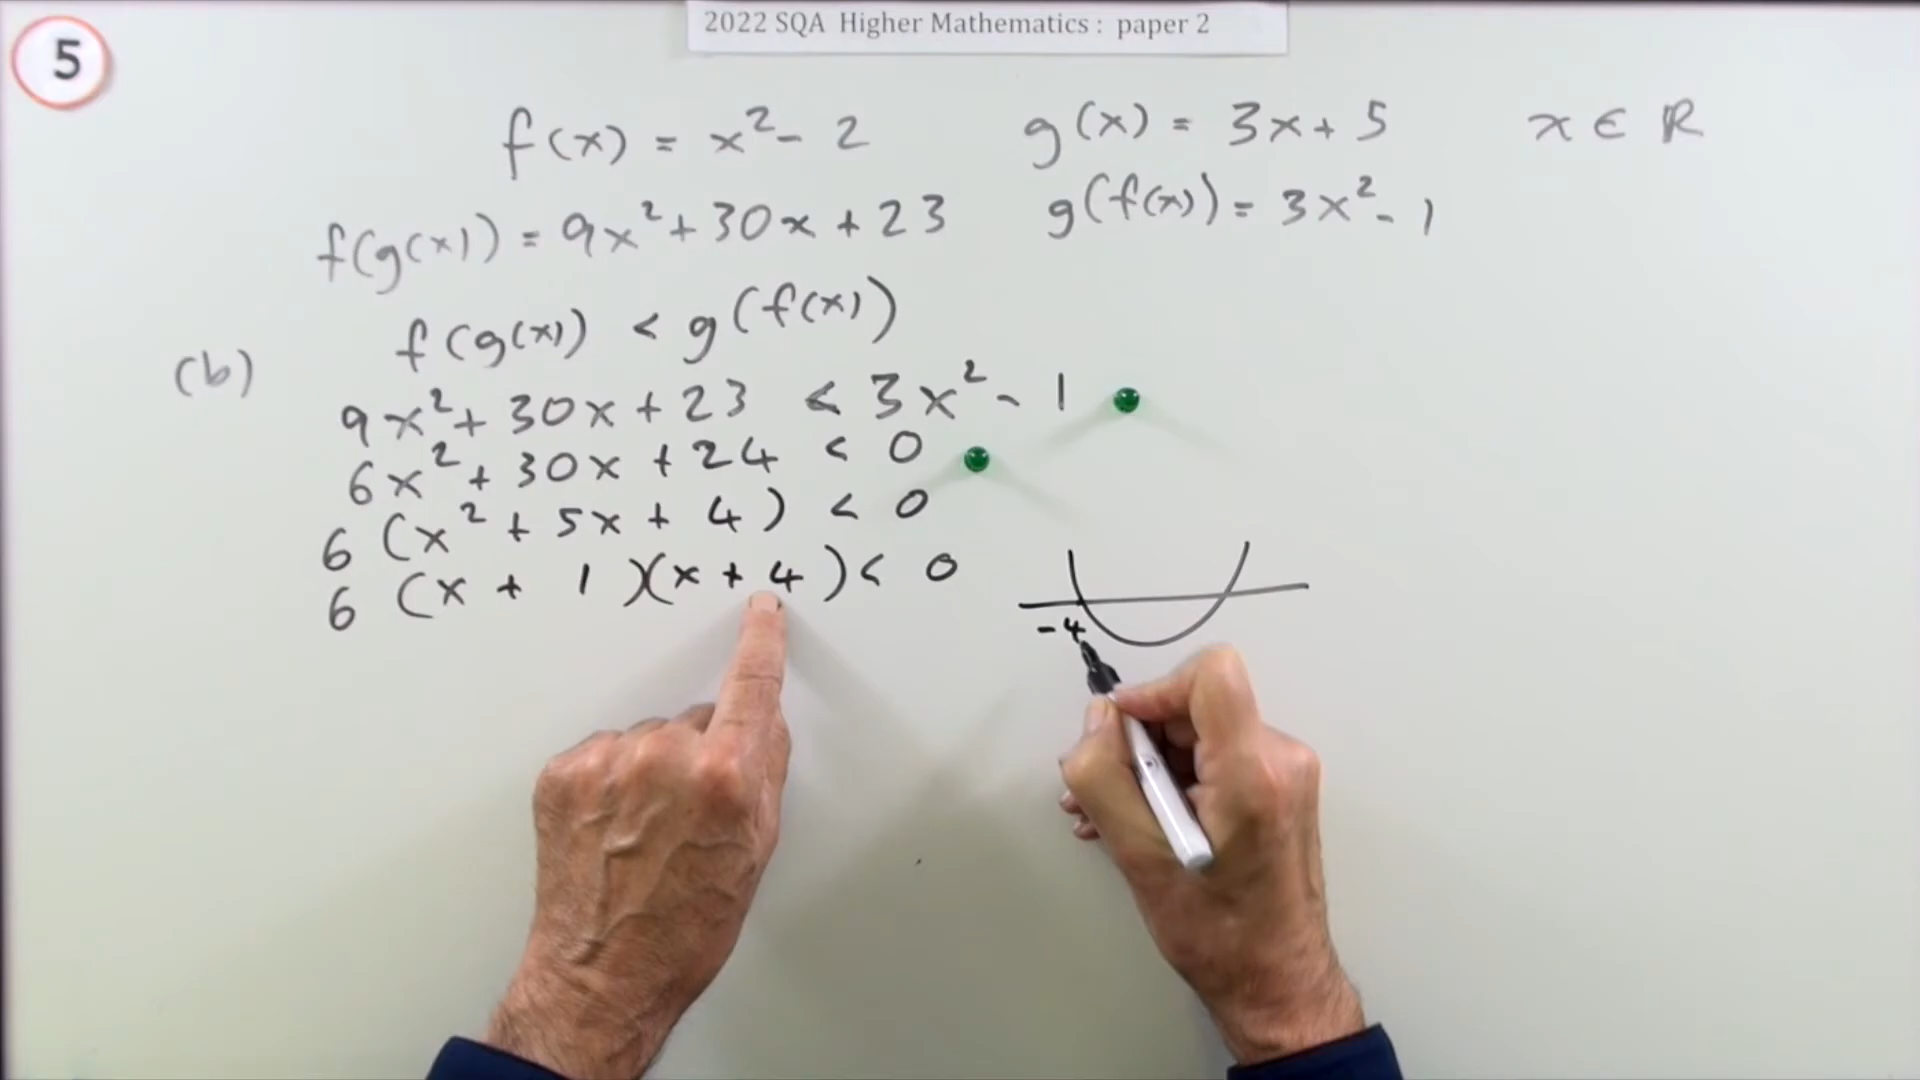 2022 SQA Higher Mathematics : paper 2
5
f(x) = x² - 2 g(x) = 3x + 5 x ∈ ℝ
f(g(x)) = 9x² + 30x + 23 g(f(x)) = 3x² - 1
(b) f(g(x)) < g(f(x))
9x² + 30x + 23 < 3x² - 1
6x² + 30x + 24 < 0
6 (x² + 5x + 4) < 0
6 (x + 1)(x + 4) < 0
-4